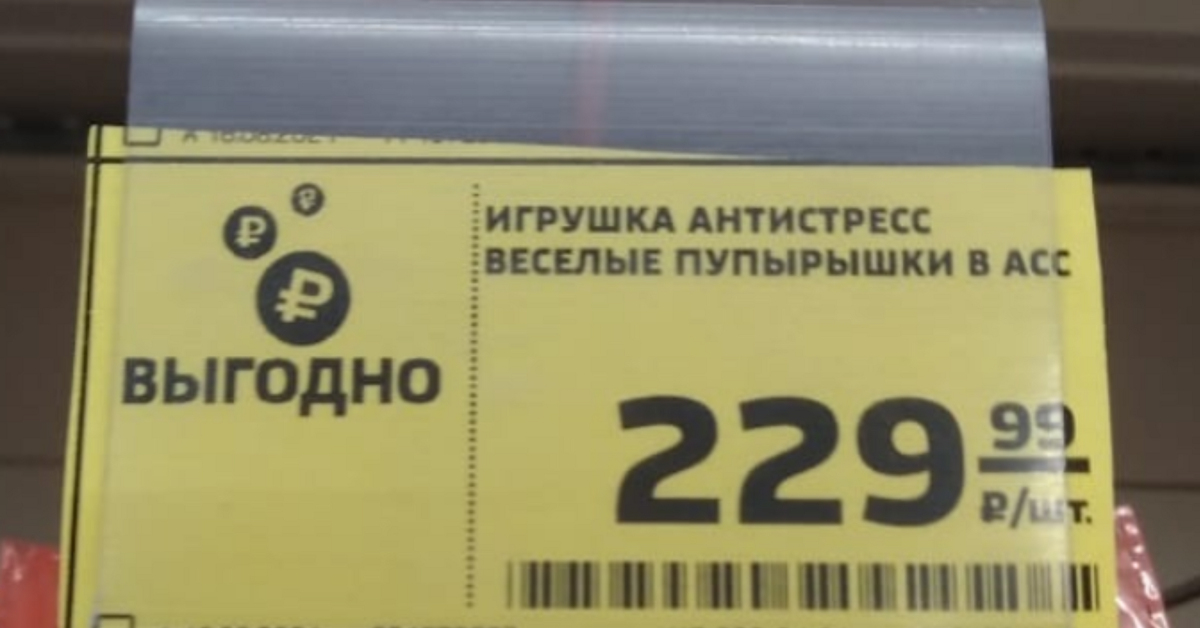 ВЫГОДНО
ИГРУШКА АНТИСТРЕСС
ВЕСЕЛЫЕ ПУПЫРЫШКИ В АСС
229 99
₽/шт.